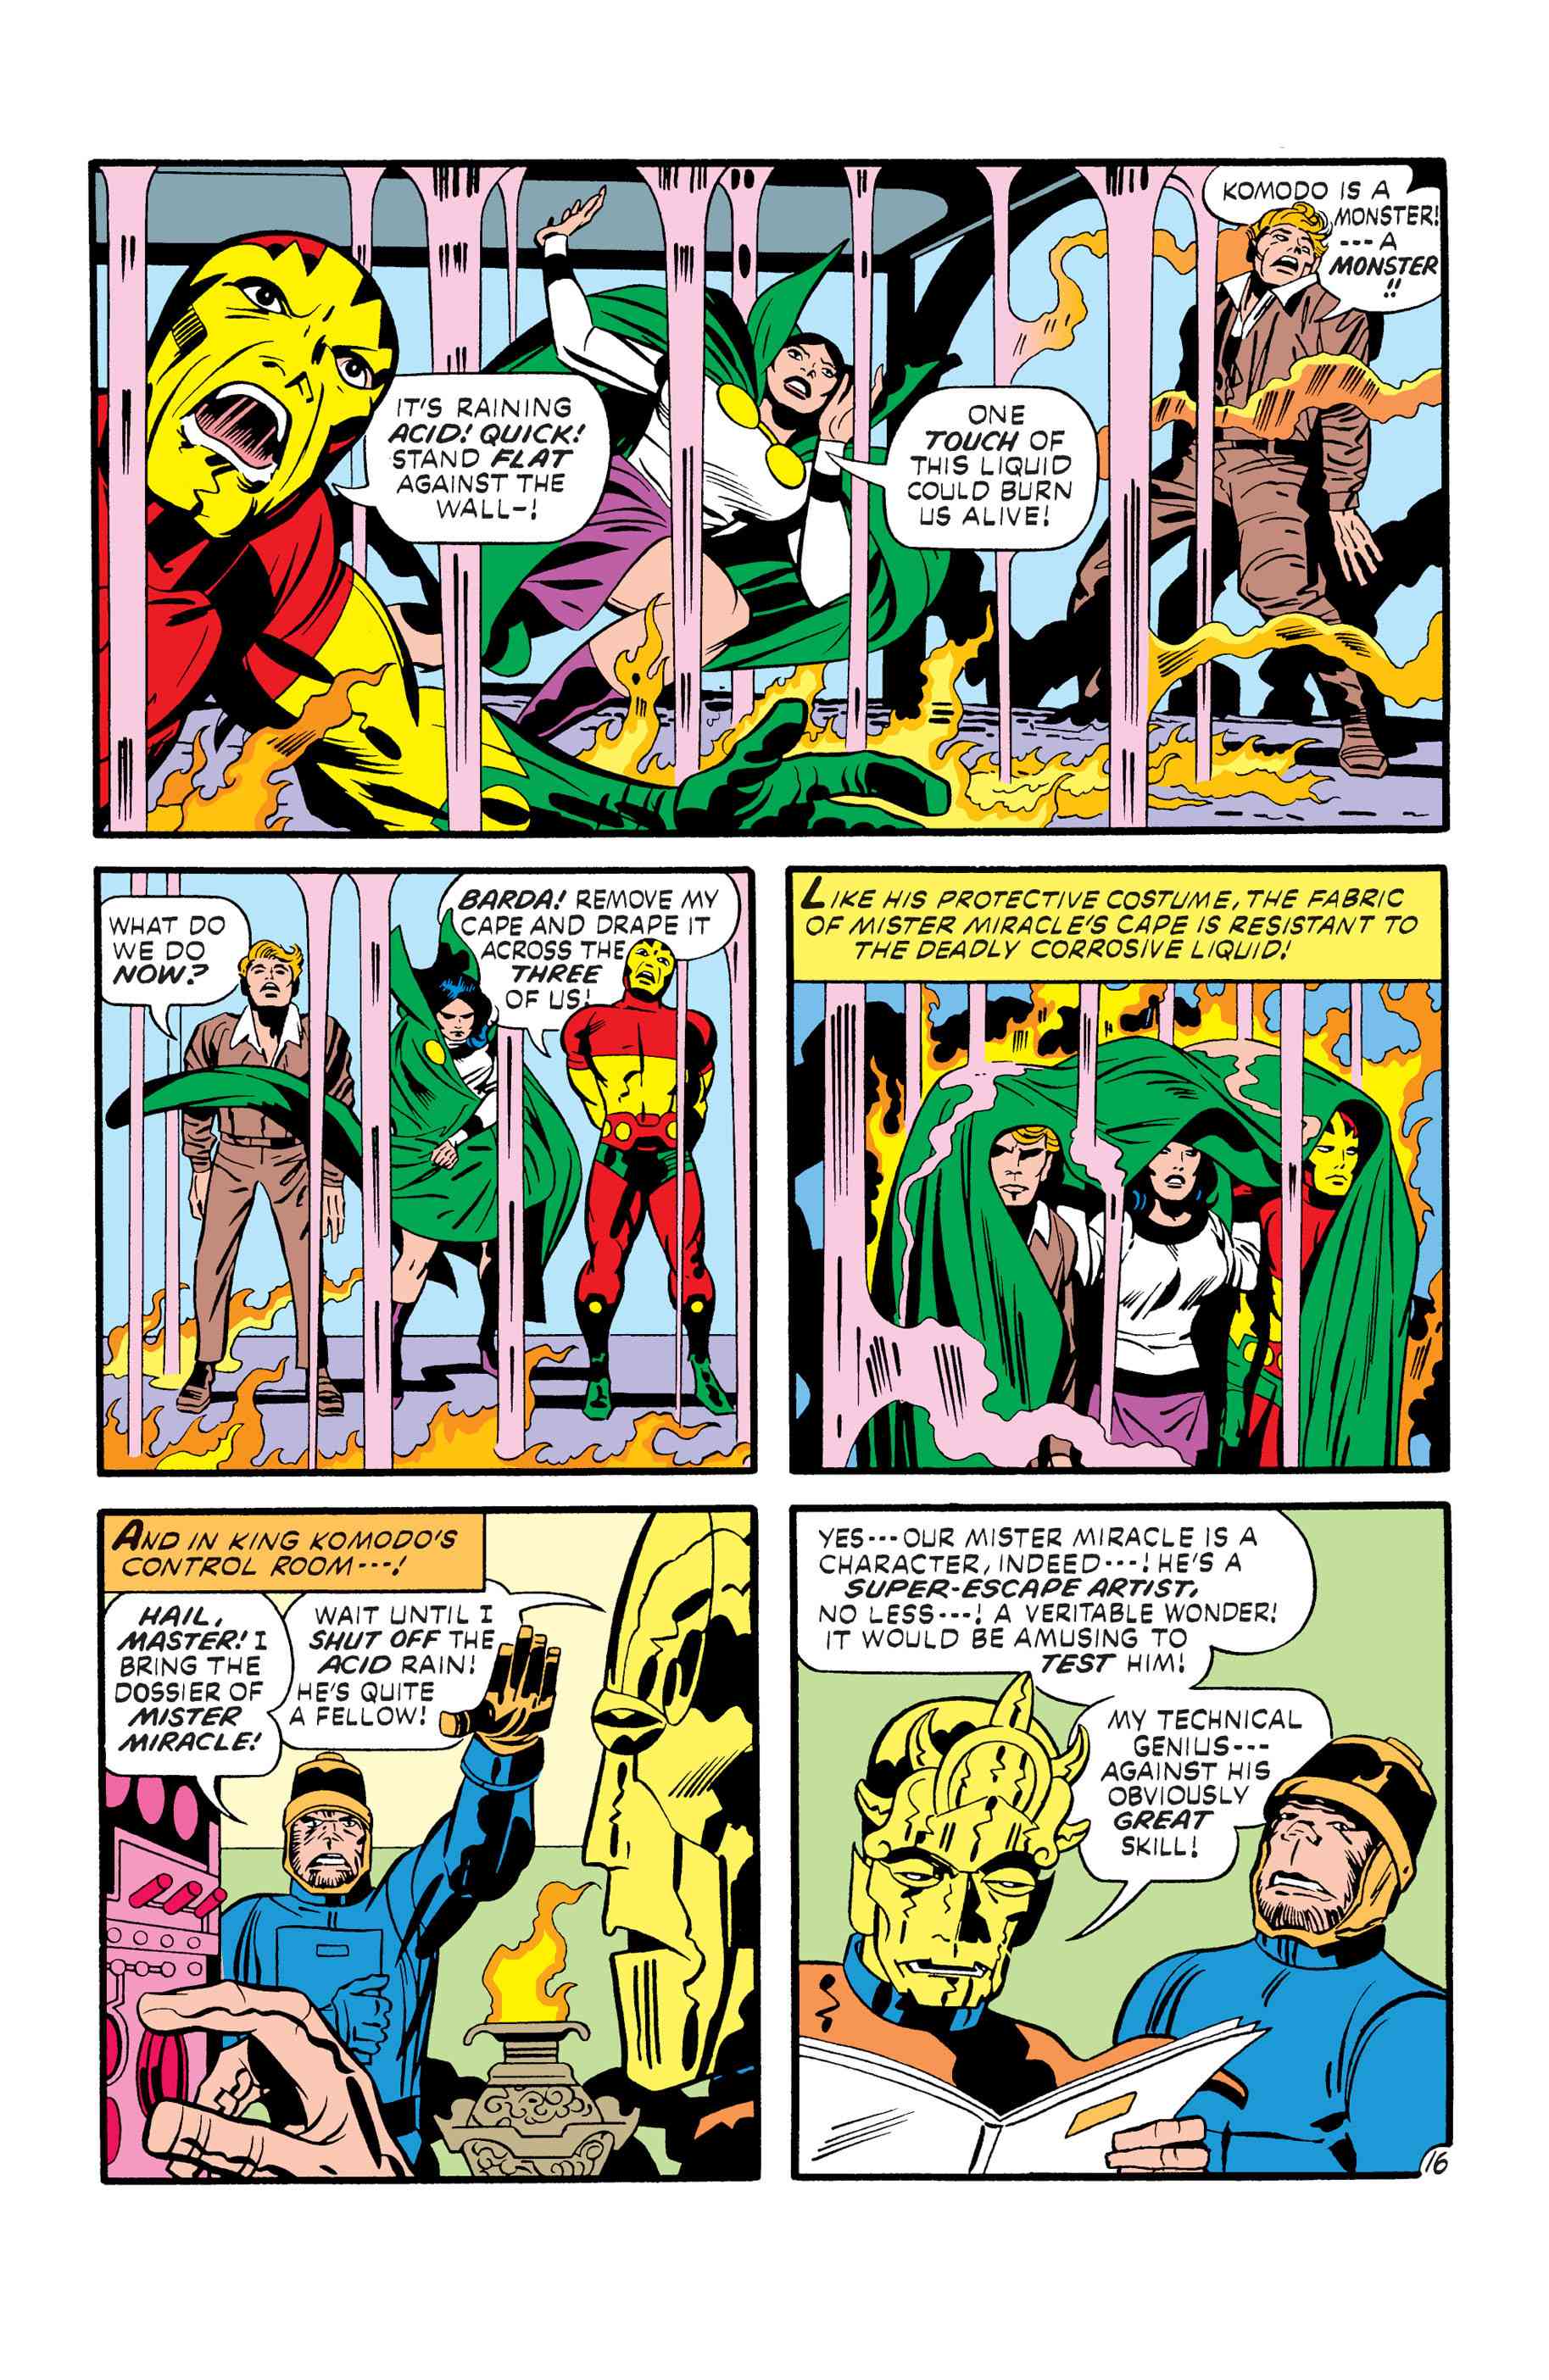 IT'S RAINING
ACID! QUICK!
STAND FLAT
AGAINST THE
WALL-!
ONE
TOUCH OF
THIS LIQUID
COULD BURN
US ALIVE!
KOMODO IS A
MONSTER!
--- A
MONSTER
!!
WHAT DO
WE DO
NOW?
BARDA! REMOVE MY
CAPE AND DRAPE IT
ACROSS THE
THREE
OF US!
LIKE HIS PROTECTIVE COSTUME, THE FABRIC
OF MISTER MIRACLE'S CAPE IS RESISTANT TO
THE DEADLY CORROSIVE LIQUID!
AND IN KING KOMODO'S
CONTROL ROOM---!
HAIL,
MASTER! I
BRING THE
DOSSIER OF
MISTER
MIRACLE!
WAIT UNTIL I
SHUT OFF THE
ACID RAIN!
HE'S QUITE
A FELLOW!
YES---OUR MISTER MIRACLE IS A
CHARACTER, INDEED---! HE'S A
SUPER-ESCAPE ARTIST,
NO LESS---! A VERITABLE WONDER!
IT WOULD BE AMUSING TO
TEST HIM!
MY TECHNICAL
GENIUS---
AGAINST HIS
OBVIOUSLY
GREAT
SKILL!
16